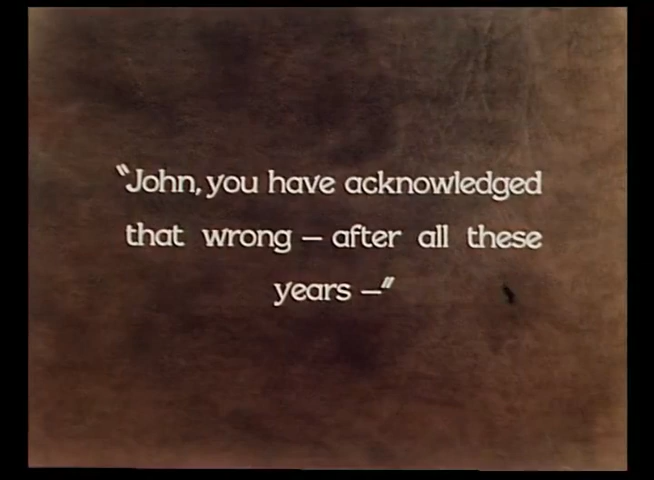 "John, you have acknowledged
that wrong — after all these
years —"